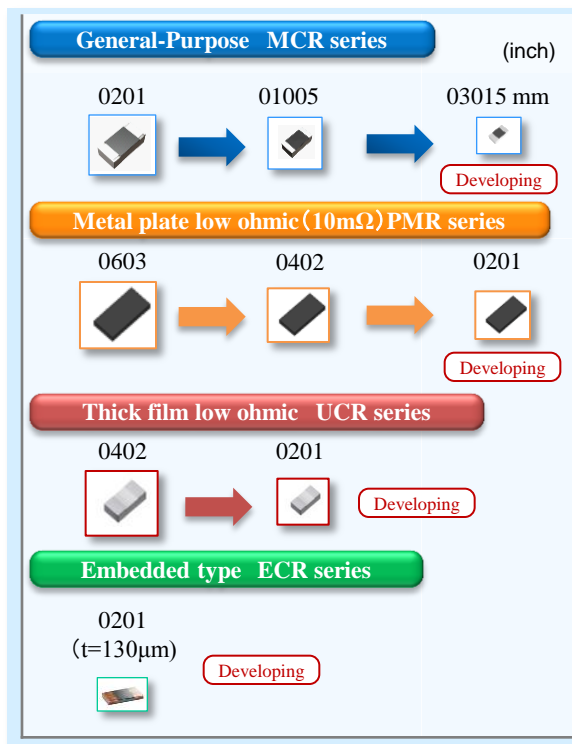 General-Purpose MCR series
(inch)
0201 01005 03015 mm
Developing
Metal plate low ohmic(10mΩ)PMR series
0603 0402 0201
Developing
Thick film low ohmic UCR series
0402 0201
Developing
Embedded type ECR series
0201
(t=130μm)
Developing